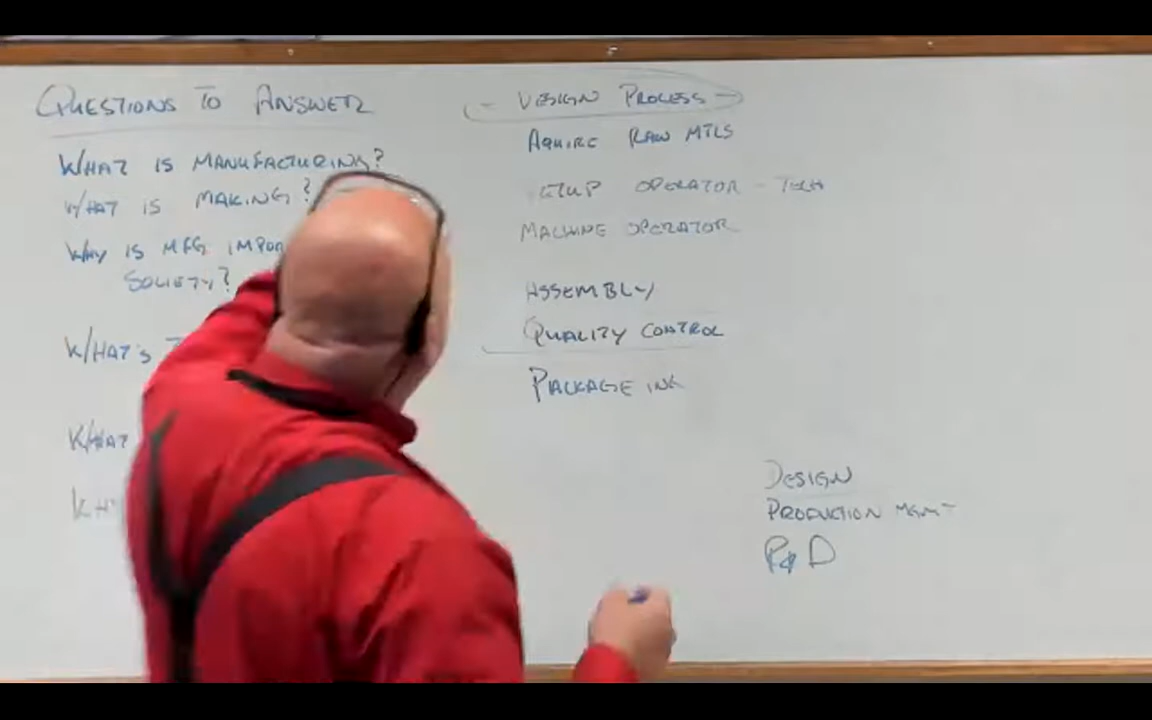 QUESTIONS TO ANSWER
WHAT IS MANUFACTURING?
WHAT IS MAKING?
WHY IS MFG IMPOR
SOCIETY?
WHAT'S
WHAT
DESIGN PROCESS
AQUIRE RAW MTLS
SETUP OPERATOR - TECH
MACHINE OPERATOR
ASSEMBLY
QUALITY CONTROL
PACKAGE ING
DESIGN
PRODUCTION MGMT
R & D